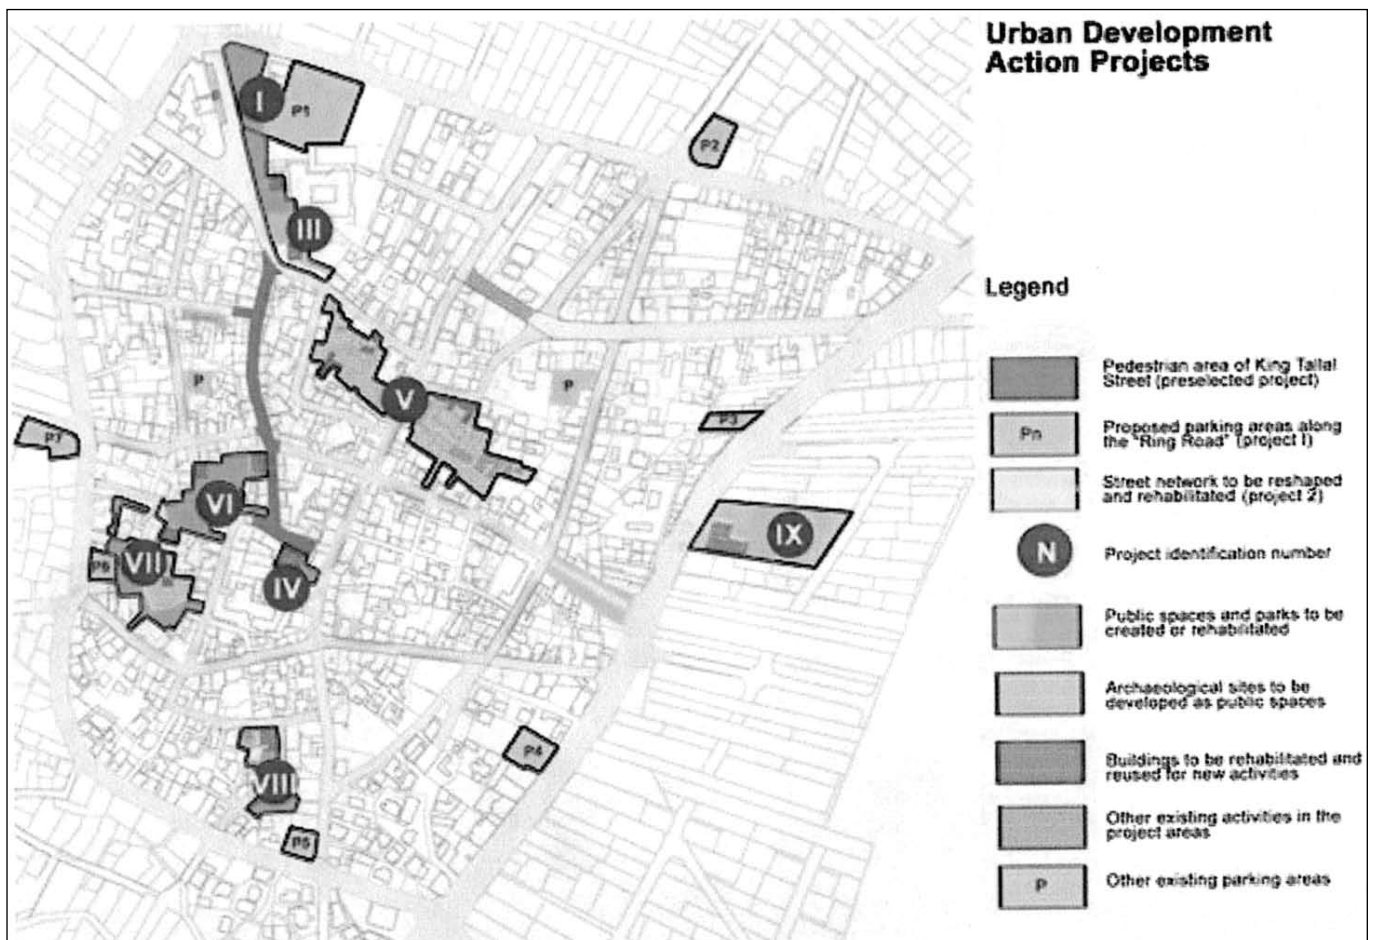 Urban Development
Action Projects
I
P1
P2
III
Legend
Pedestrian area of King Tallal
Street (preselected project)
P
V
P
P3
Pn
Proposed parking areas along
the "Ring Road" (project I)
P7
Street network to be reshaped
and rehabilitated (project 2)
VI
IX
N
Project identification number
P6
VII
IV
Public spaces and parks to be
created or rehabilitated
Archaeological sites to be
developed as public spaces
P4
VIII
Buildings to be rehabilitated and
reused for new activities
P5
Other existing activities in the
project areas
P
Other existing parking areas